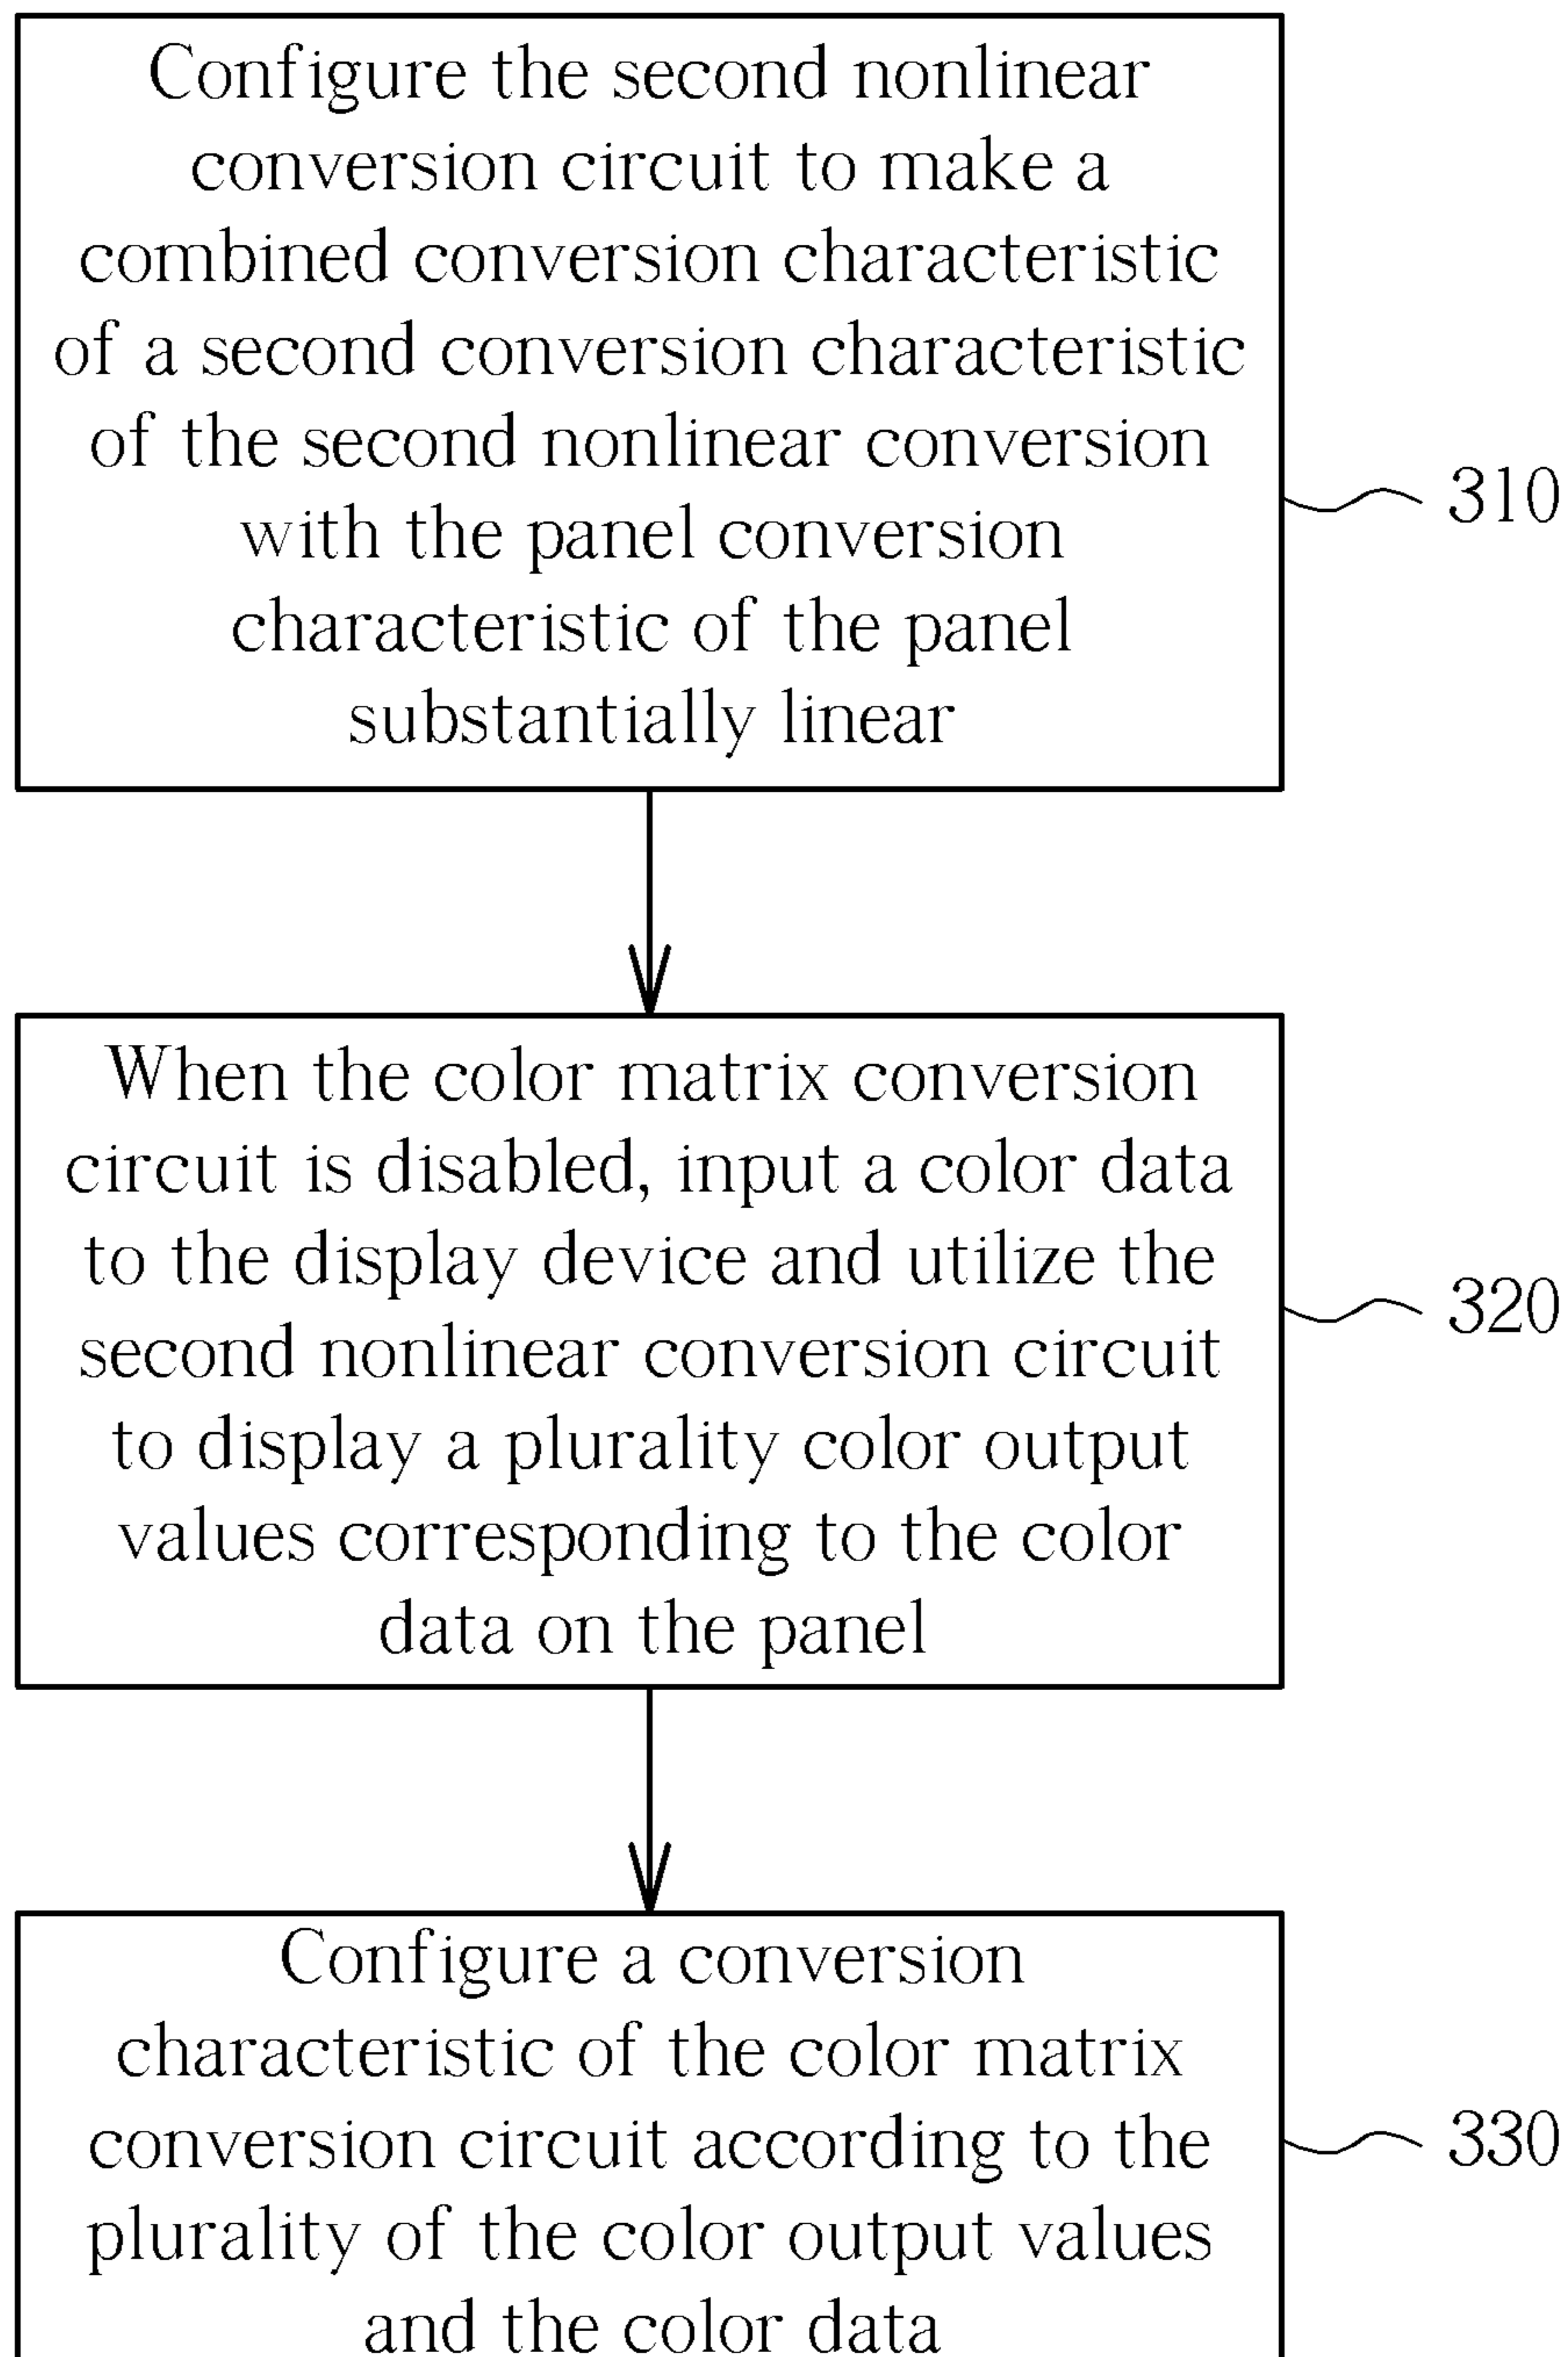 Configure the second nonlinear
conversion circuit to make a
combined conversion characteristic
of a second conversion characteristic
of the second nonlinear conversion
with the panel conversion
characteristic of the panel
substantially linear
310
When the color matrix conversion
circuit is disabled, input a color data
to the display device and utilize the
second nonlinear conversion circuit
to display a plurality color output
values corresponding to the color
data on the panel
320
Configure a conversion
characteristic of the color matrix
conversion circuit according to the
plurality of the color output values
and the color data
330